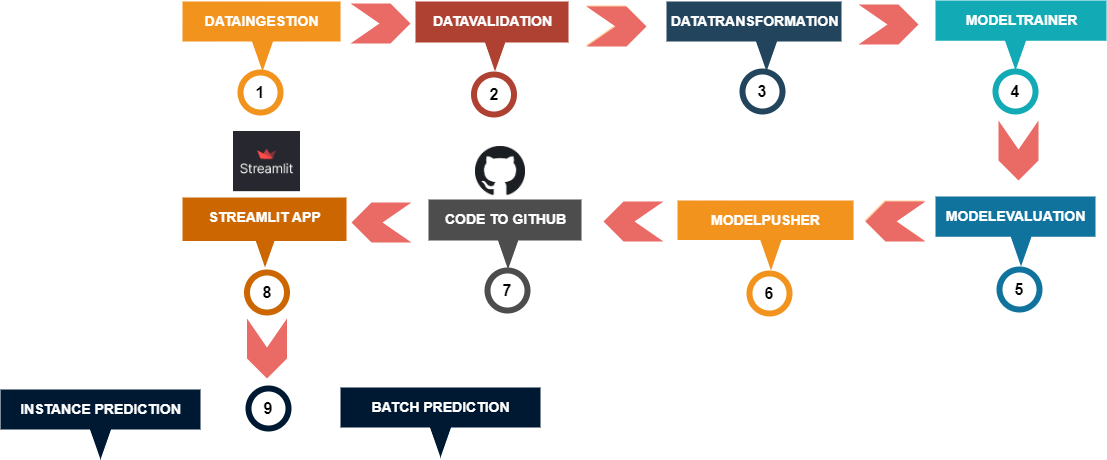 DATAINGESTION
DATAVALIDATION
DATATRANSFORMATION
MODELTRAINER
1
2
3
4
Streamlit
STREAMLIT APP
CODE TO GITHUB
MODELPUSHER
MODELEVALUATION
8
7
6
5
INSTANCE PREDICTION
9
BATCH PREDICTION